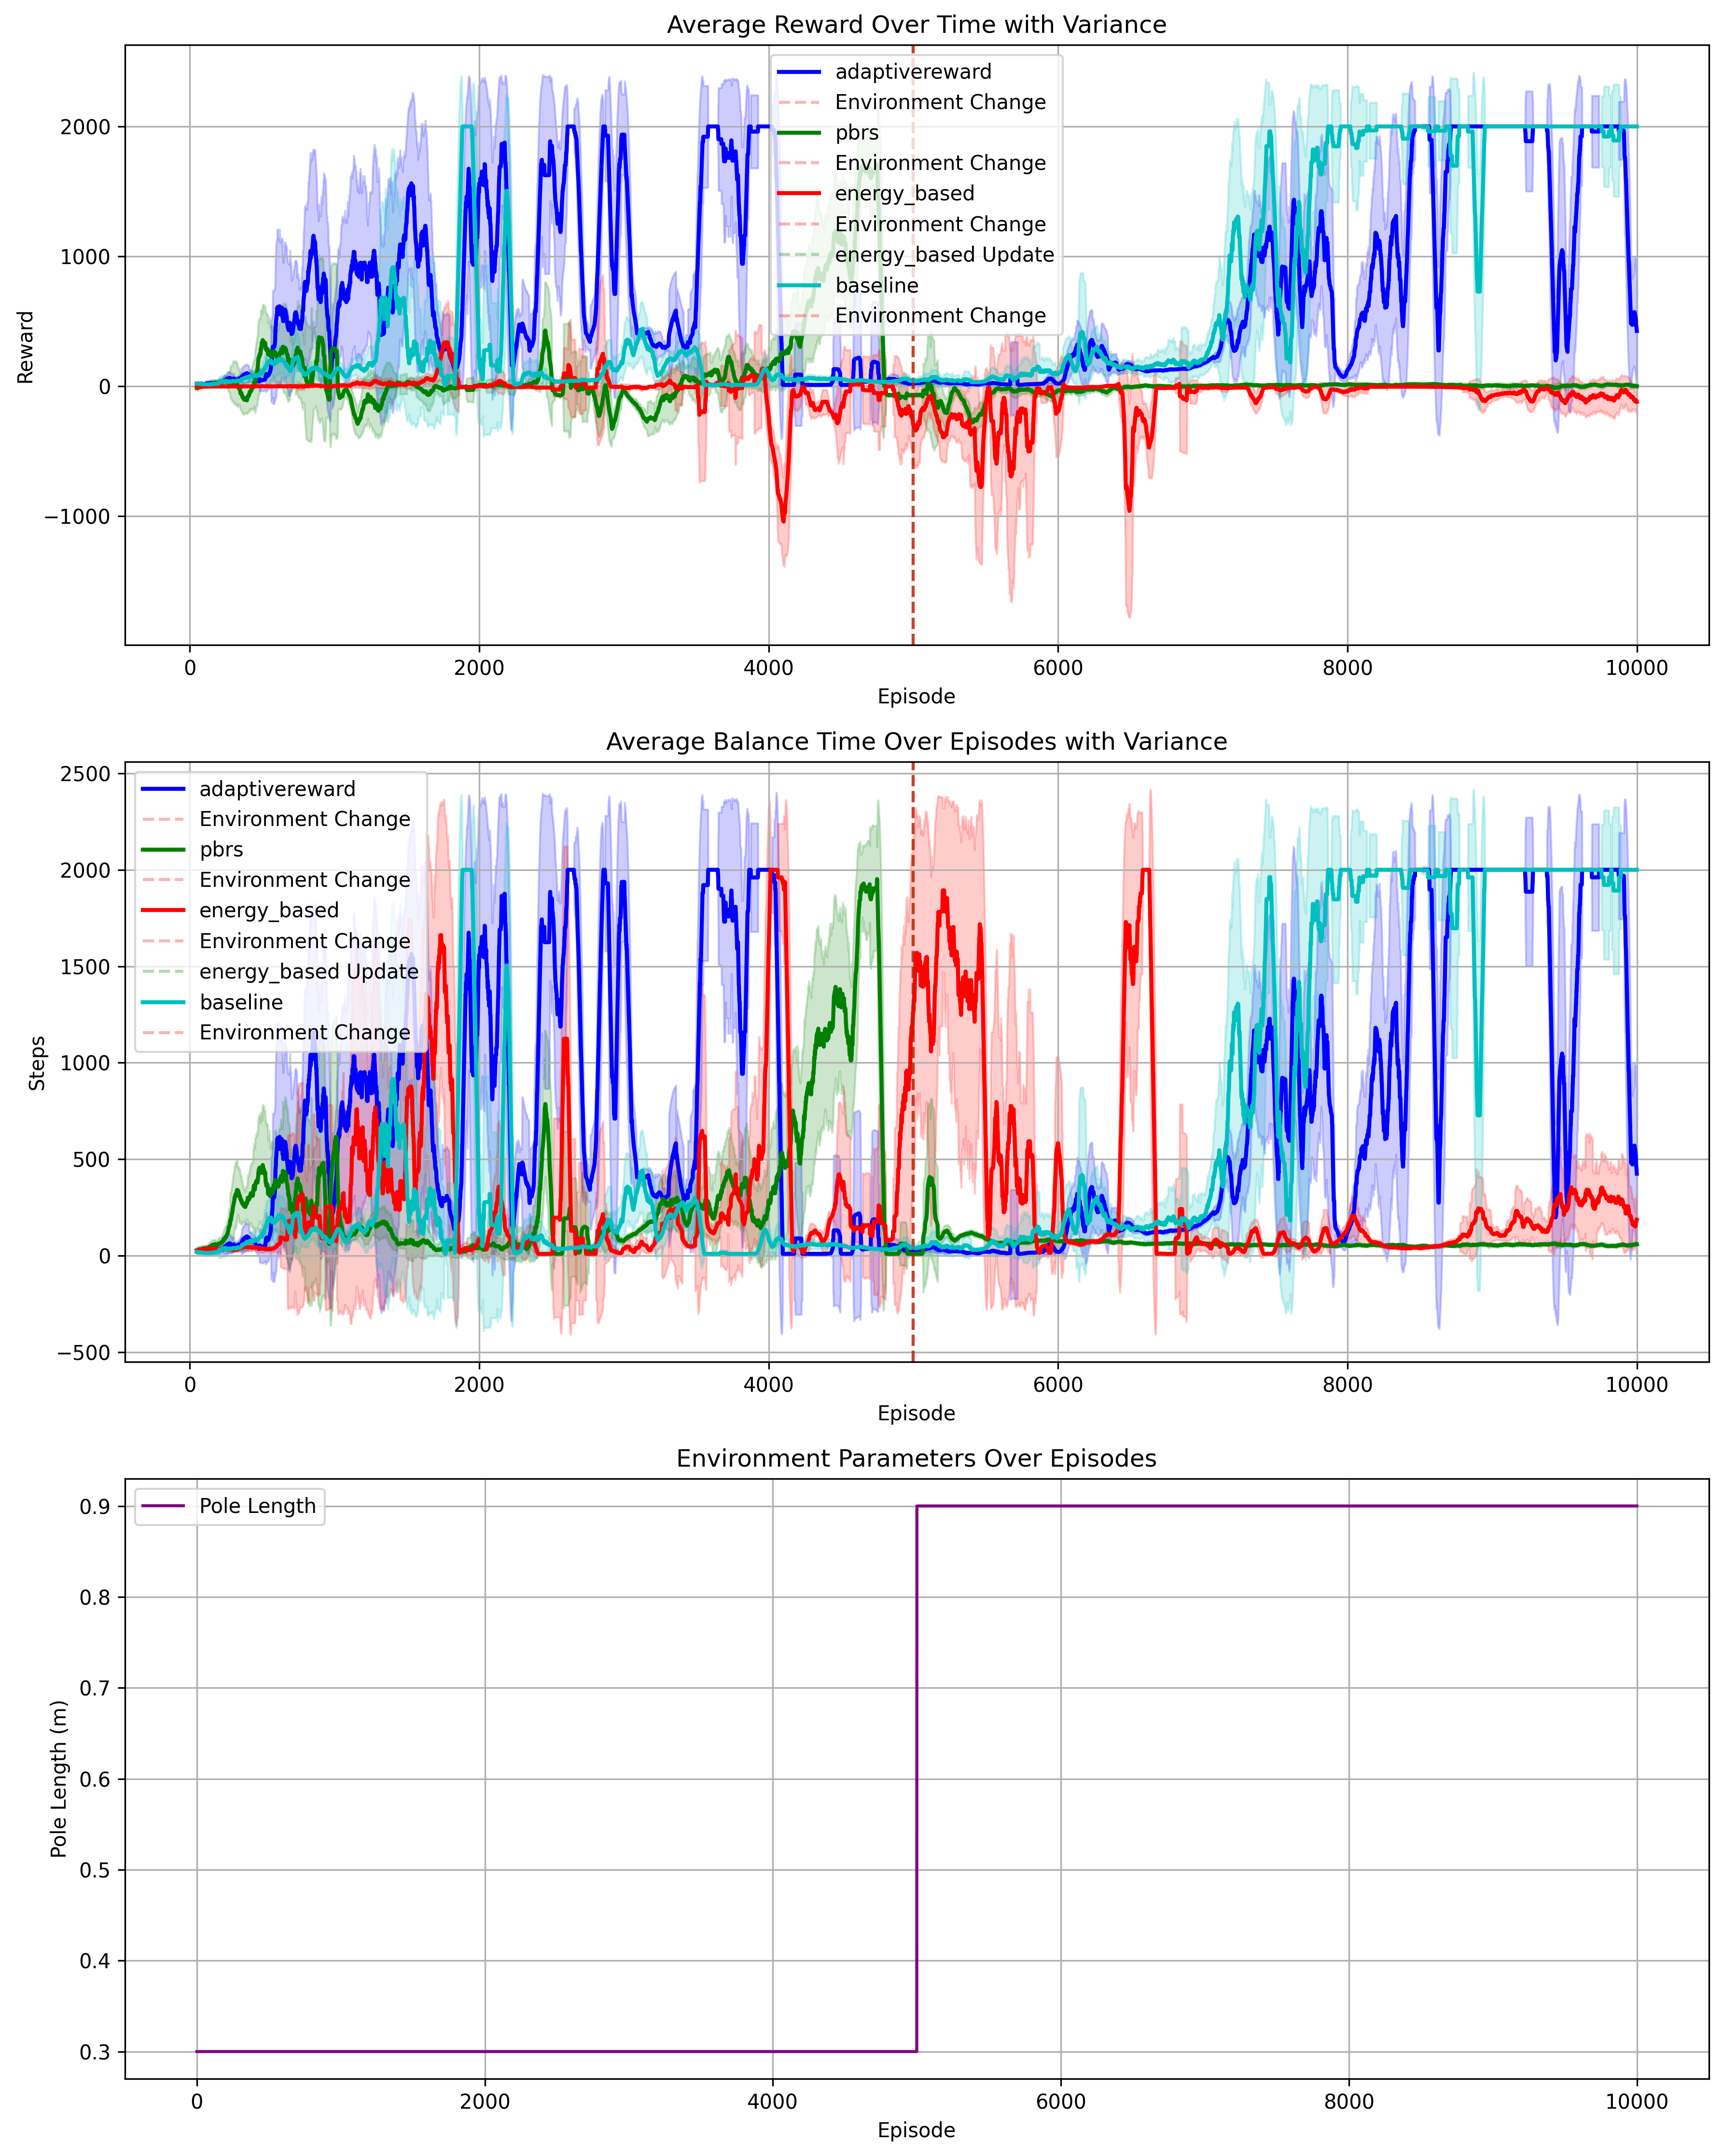 Average Reward Over Time with Variance
Reward
2000
1000
0
−1000
adaptivereward
Environment Change
pbrs
Environment Change
energy_based
Environment Change
energy_based Update
baseline
Environment Change
0 2000 4000 6000 8000 10000
Episode
Average Balance Time Over Episodes with Variance
Steps
2500
2000
1500
1000
500
0
−500
adaptivereward
Environment Change
pbrs
Environment Change
energy_based
Environment Change
energy_based Update
baseline
Environment Change
0 2000 4000 6000 8000 10000
Episode
Environment Parameters Over Episodes
Pole Length (m)
0.9
0.8
0.7
0.6
0.5
0.4
0.3
Pole Length
0 2000 4000 6000 8000 10000
Episode